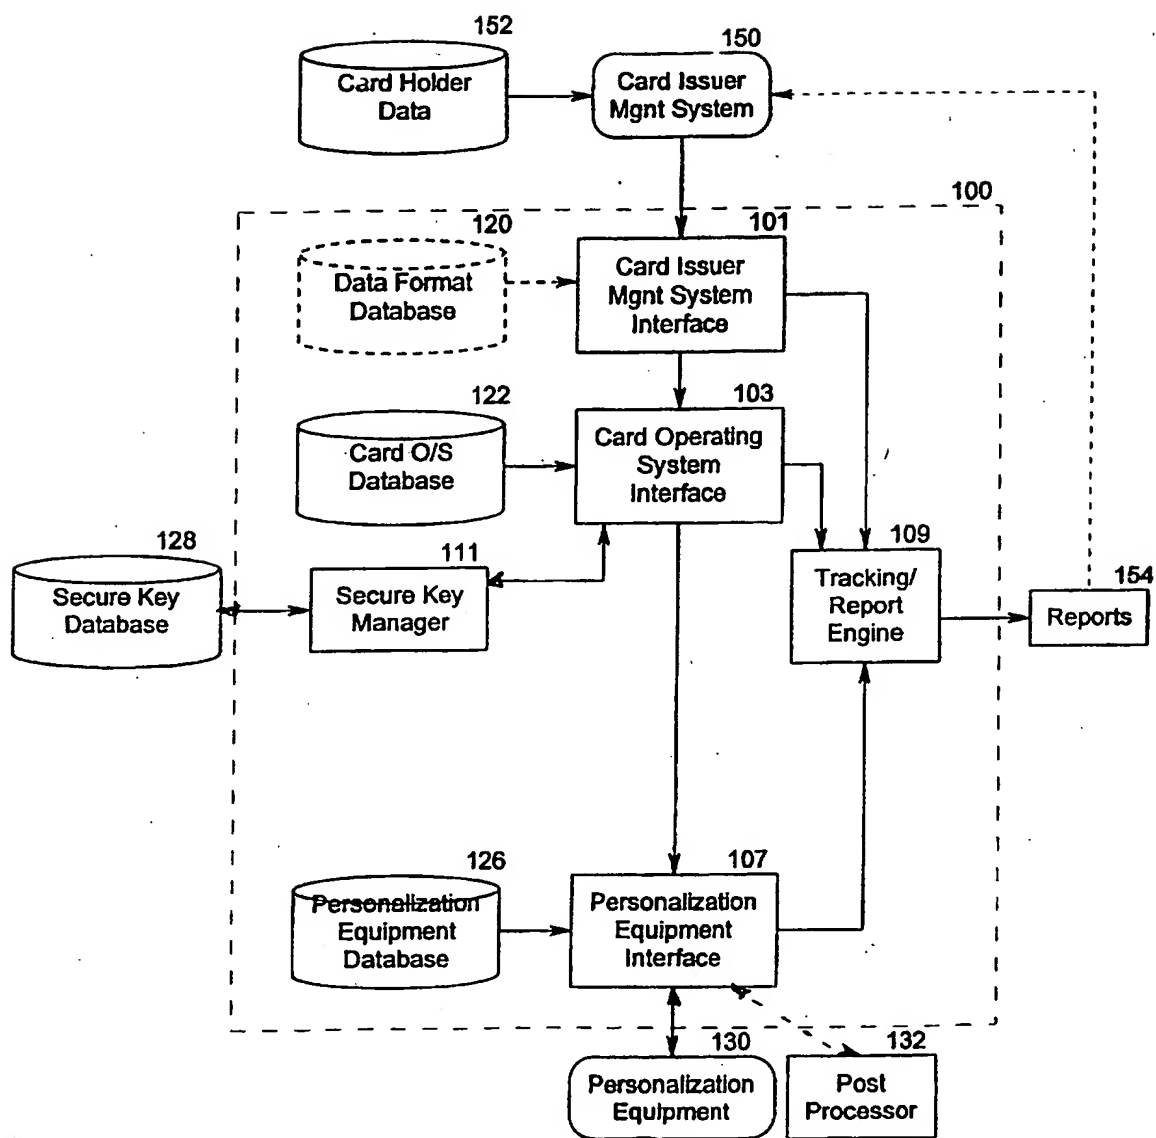 152
Card Holder
Data
150
Card Issuer
Mgnt System
100
120
Data Format
Database
101
Card Issuer
Mgnt System
Interface
122
Card O/S
Database
103
Card Operating
System
Interface
128
Secure Key
Database
111
Secure Key
Manager
109
Tracking/
Report
Engine
154
Reports
126
Personalization
Equipment
Database
107
Personalization
Equipment
Interface
130
Personalization
Equipment
132
Post
Processor